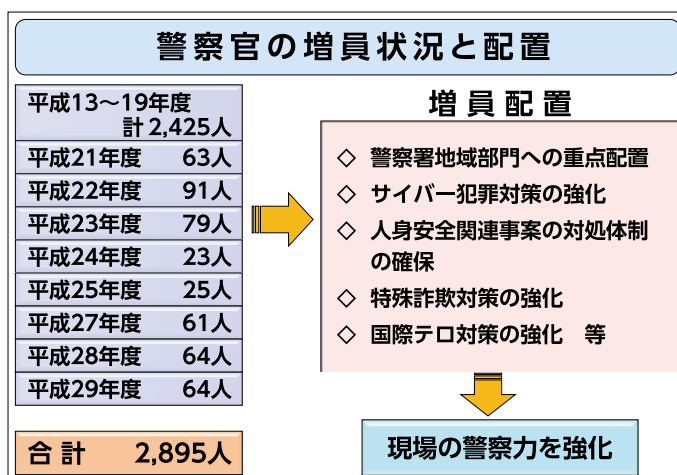 警察官の増員状況と配置
平成13～19年度
計2,425人
平成21年度 63人
平成22年度 91人
平成23年度 79人
平成24年度 23人
平成25年度 25人
平成27年度 61人
平成28年度 64人
平成29年度 64人
合計 2,895人
増員配置
◇ 警察署地域部門への重点配置
◇ サイバー犯罪対策の強化
◇ 人身安全関連事案の対処体制
の確保
◇ 特殊詐欺対策の強化
◇ 国際テロ対策の強化　等
現場の警察力を強化